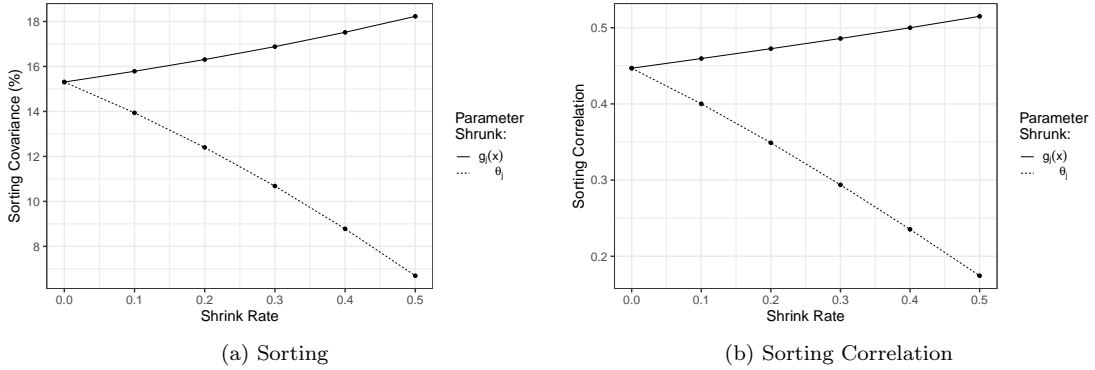 18
16
14
12
10
8
Sorting Covariance (%)
0.0 0.1 0.2 0.3 0.4 0.5
Shrink Rate
Parameter
Shrunk:
gⱼ(x)
θⱼ
(a) Sorting
0.5
0.4
0.3
0.2
Sorting Correlation
0.0 0.1 0.2 0.3 0.4 0.5
Shrink Rate
Parameter
Shrunk:
gⱼ(x)
θⱼ
(b) Sorting Correlation